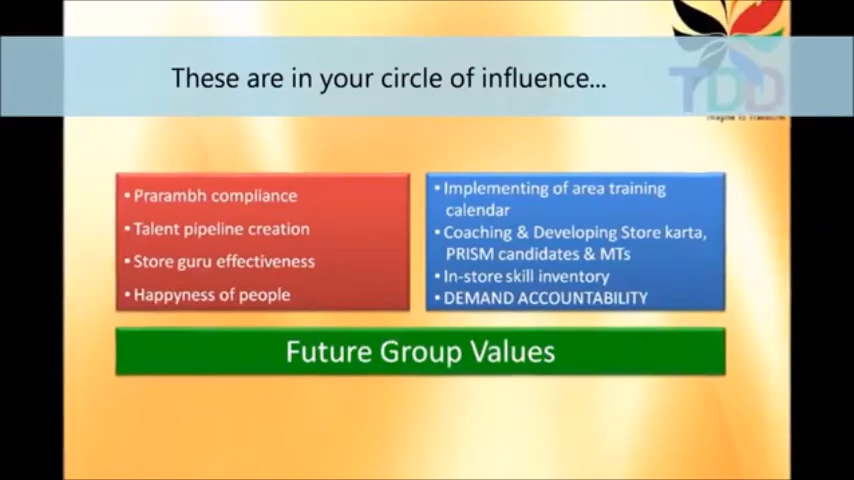 These are in your circle of influence...
TDD
• Prarambh compliance
• Talent pipeline creation
• Store guru effectiveness
• Happyness of people
• Implementing of area training
calendar
• Coaching & Developing Store karta,
PRISM candidates & MTs
• In-store skill inventory
• DEMAND ACCOUNTABILITY
Future Group Values